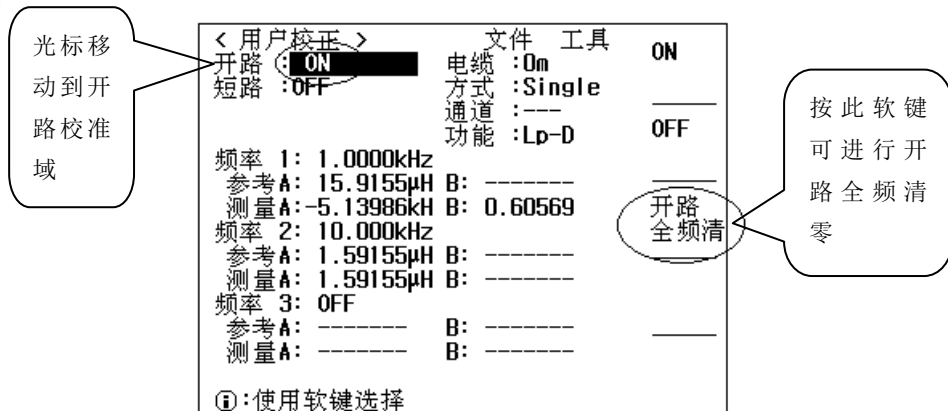 光标移
动到开
路校准
域
< 用户校正 > 文件 工具
开路 : ON 电缆 :0m
短路 :OFF 方式 :Single
通道 :---
功能 :Lp-D
频率 1: 1.0000kHz
参考A: 15.9155μH B: -------
测量A:-5.13986kH B: 0.60569
频率 2: 10.000kHz
参考A: 1.59155μH B: -------
测量A: 1.59155μH B: -------
频率 3: OFF
参考A: ------- B: -------
测量A: ------- B: -------
ⓘ:使用软键选择
ON
OFF
开路
全频清
按此软键
可进行开
路全频清
零